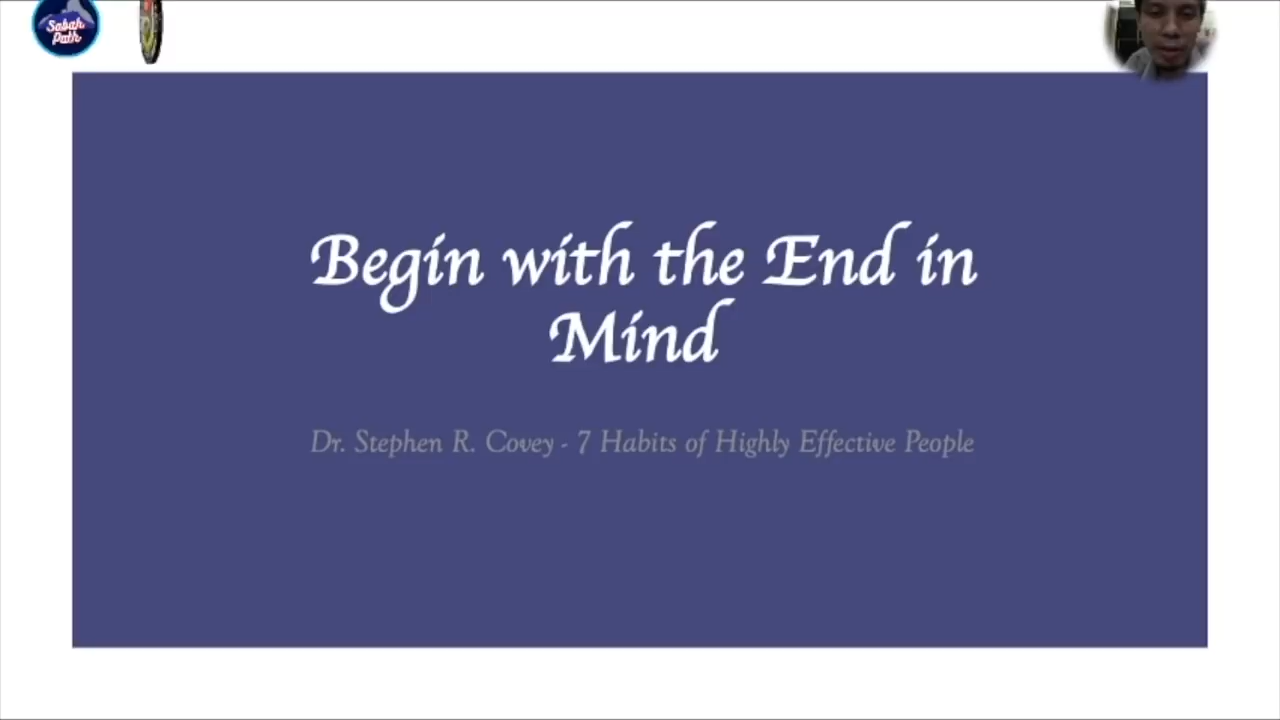 Sabah
Path
Begin with the End in
Mind
Dr. Stephen R. Covey - 7 Habits of Highly Effective People